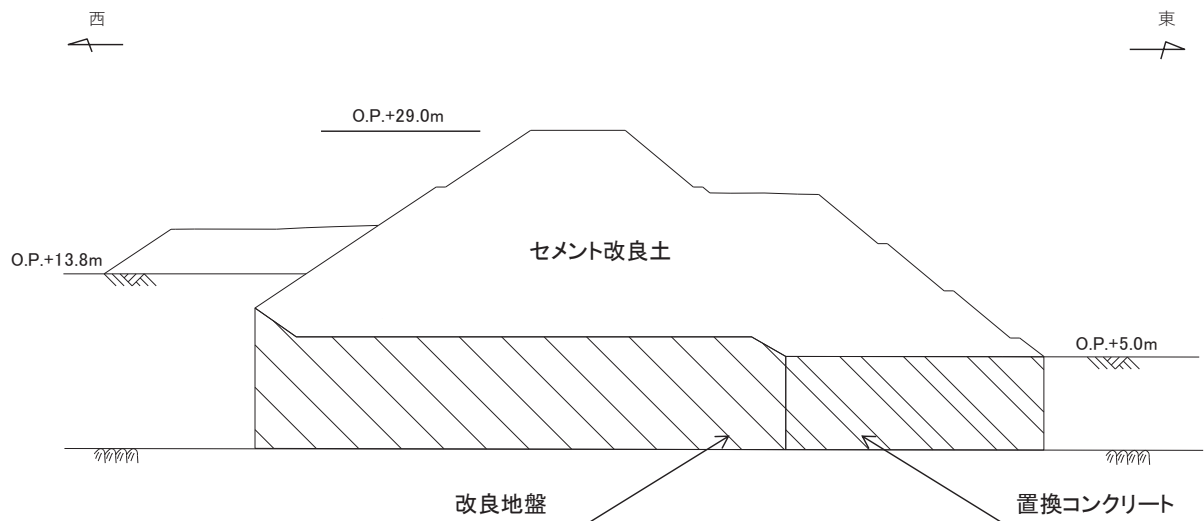 西
東
O.P.+29.0m
セメント改良土
O.P.+13.8m
O.P.+5.0m
改良地盤
置換コンクリート